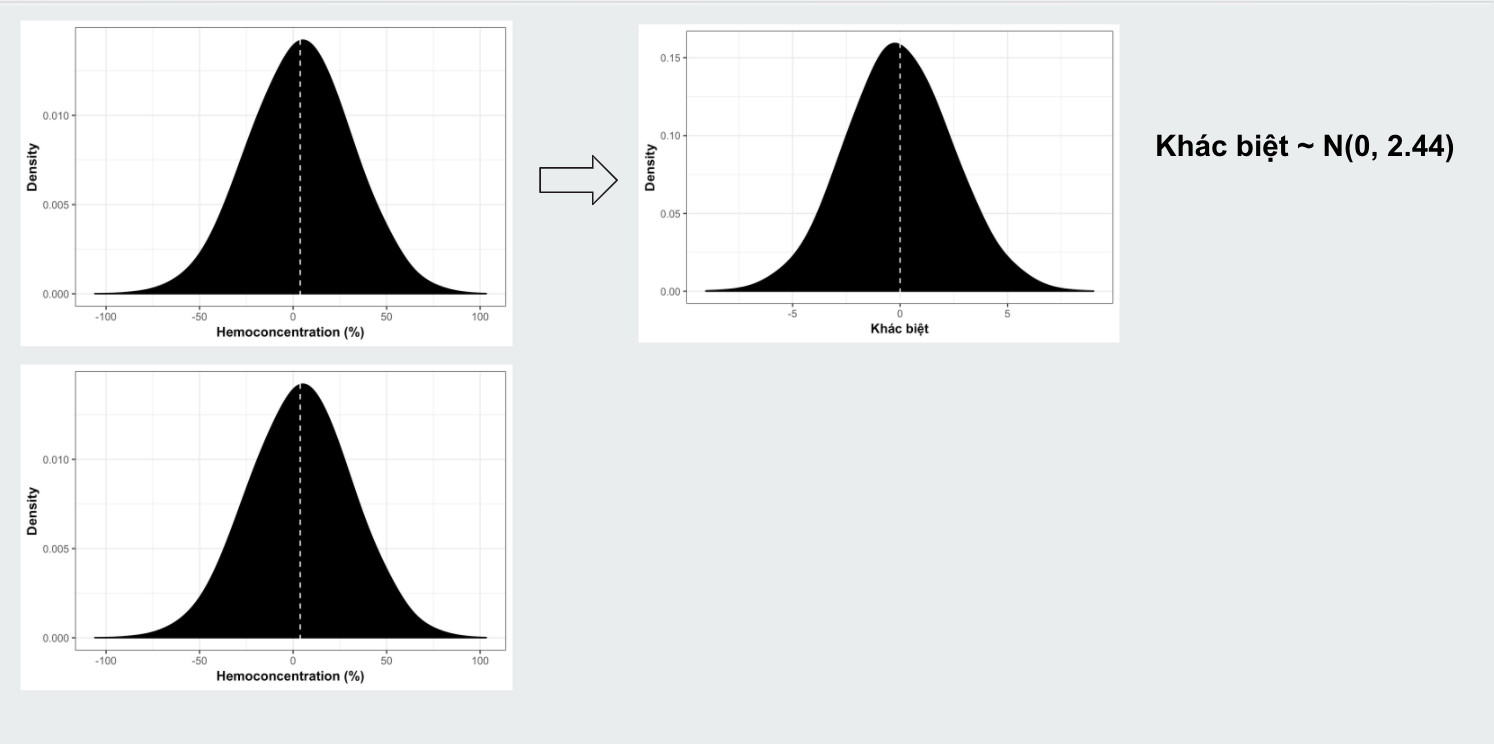 0.010
0.005
0.000
Density
-100 -50 0 50 100
Hemoconcentration (%)
0.15
0.10
0.05
0.00
Density
-5 0 5
Khác biệt
Khác biệt ~ N(0, 2.44)
0.010
0.005
0.000
Density
-100 -50 0 50 100
Hemoconcentration (%)